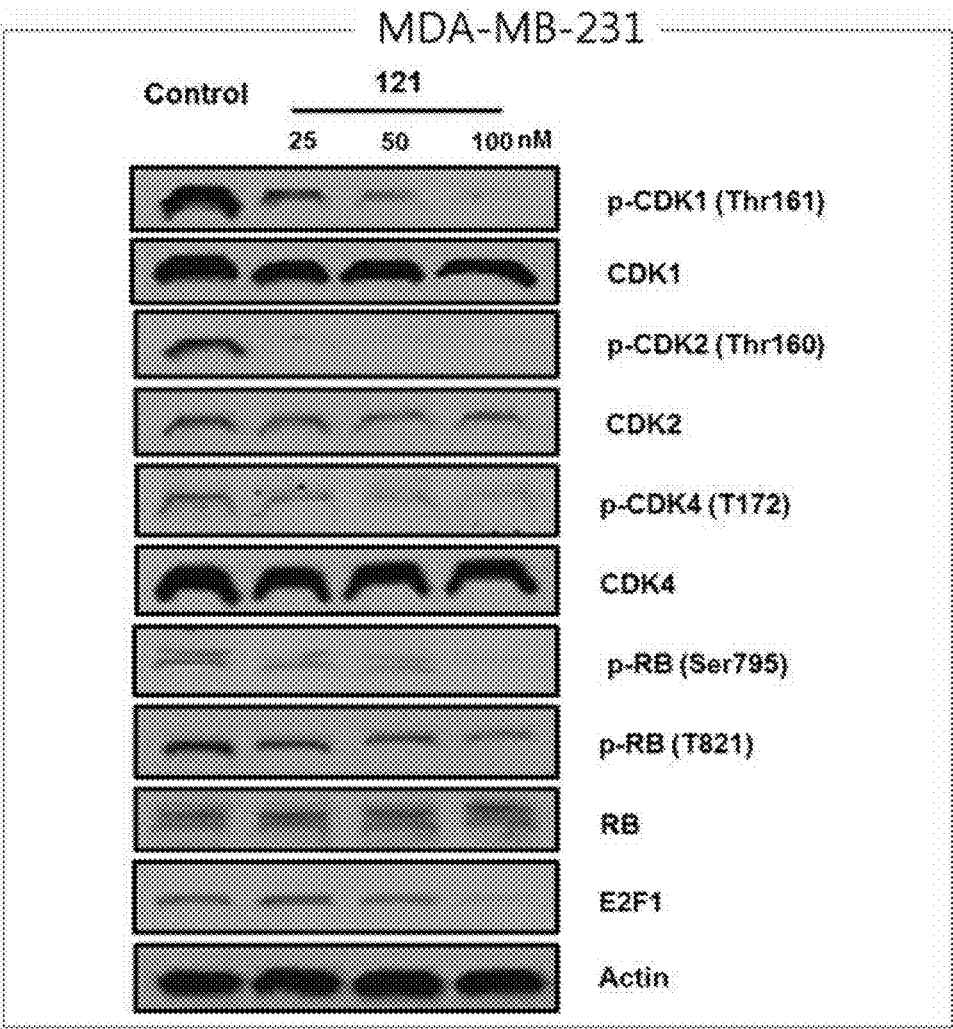 MDA-MB-231
Control
121
25 50 100 nM
p-CDK1 (Thr161)
CDK1
p-CDK2 (Thr160)
CDK2
p-CDK4 (T172)
CDK4
p-RB (Ser795)
p-RB (T821)
RB
E2F1
Actin